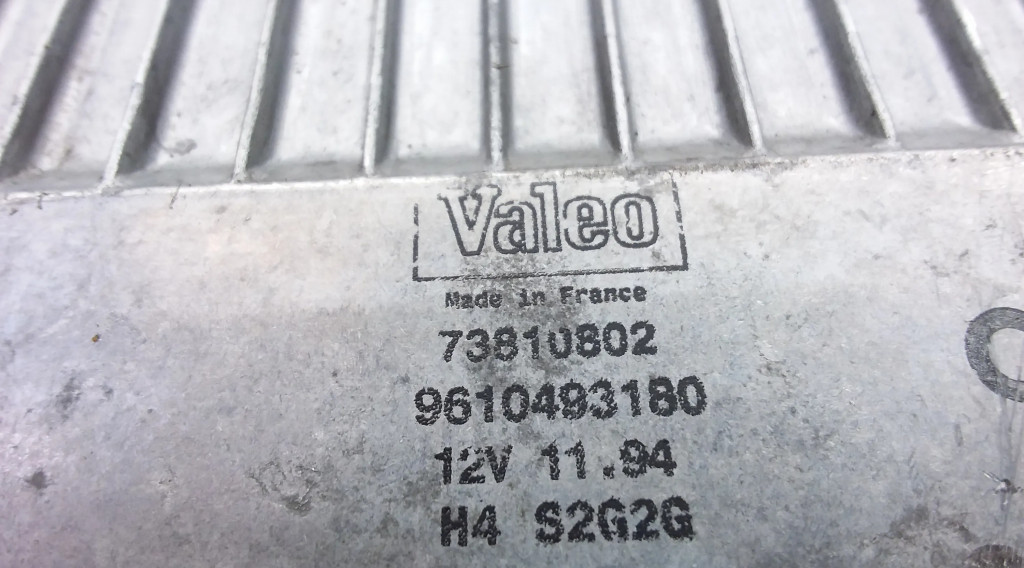 Valeo
Made in France
73810802
9610493180
12V 11.94
H4 S2G2G